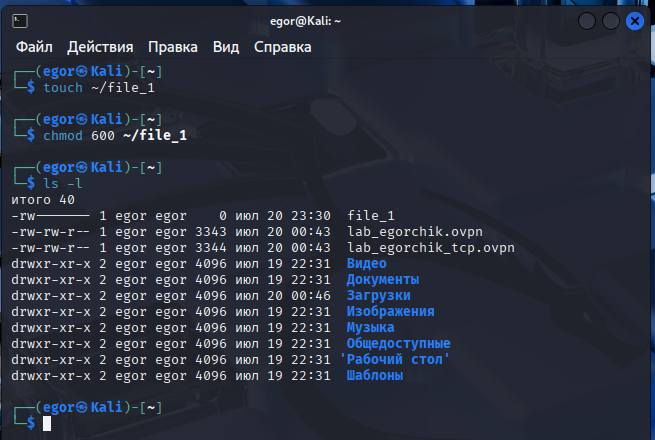 egor@Kali: ~
Файл Действия Правка Вид Справка
┌──(egor㉿Kali)-[~]
└─$ touch ~/file_1
┌──(egor㉿Kali)-[~]
└─$ chmod 600 ~/file_1
┌──(egor㉿Kali)-[~]
└─$ ls -l
итого 40
-rw------- 1 egor egor    0 июл 20 23:30  file_1
-rw-rw-r-- 1 egor egor 3343 июл 20 00:43  lab_egorchik.ovpn
-rw-rw-r-- 1 egor egor 3344 июл 20 00:43  lab_egorchik_tcp.ovpn
drwxr-xr-x 2 egor egor 4096 июл 19 22:31  Видео
drwxr-xr-x 2 egor egor 4096 июл 19 22:31  Документы
drwxr-xr-x 2 egor egor 4096 июл 20 00:46  Загрузки
drwxr-xr-x 2 egor egor 4096 июл 19 22:31  Изображения
drwxr-xr-x 2 egor egor 4096 июл 19 22:31  Музыка
drwxr-xr-x 2 egor egor 4096 июл 19 22:31  Общедоступные
drwxr-xr-x 2 egor egor 4096 июл 19 22:31 'Рабочий стол'
drwxr-xr-x 2 egor egor 4096 июл 19 22:31  Шаблоны
┌──(egor㉿Kali)-[~]
└─$